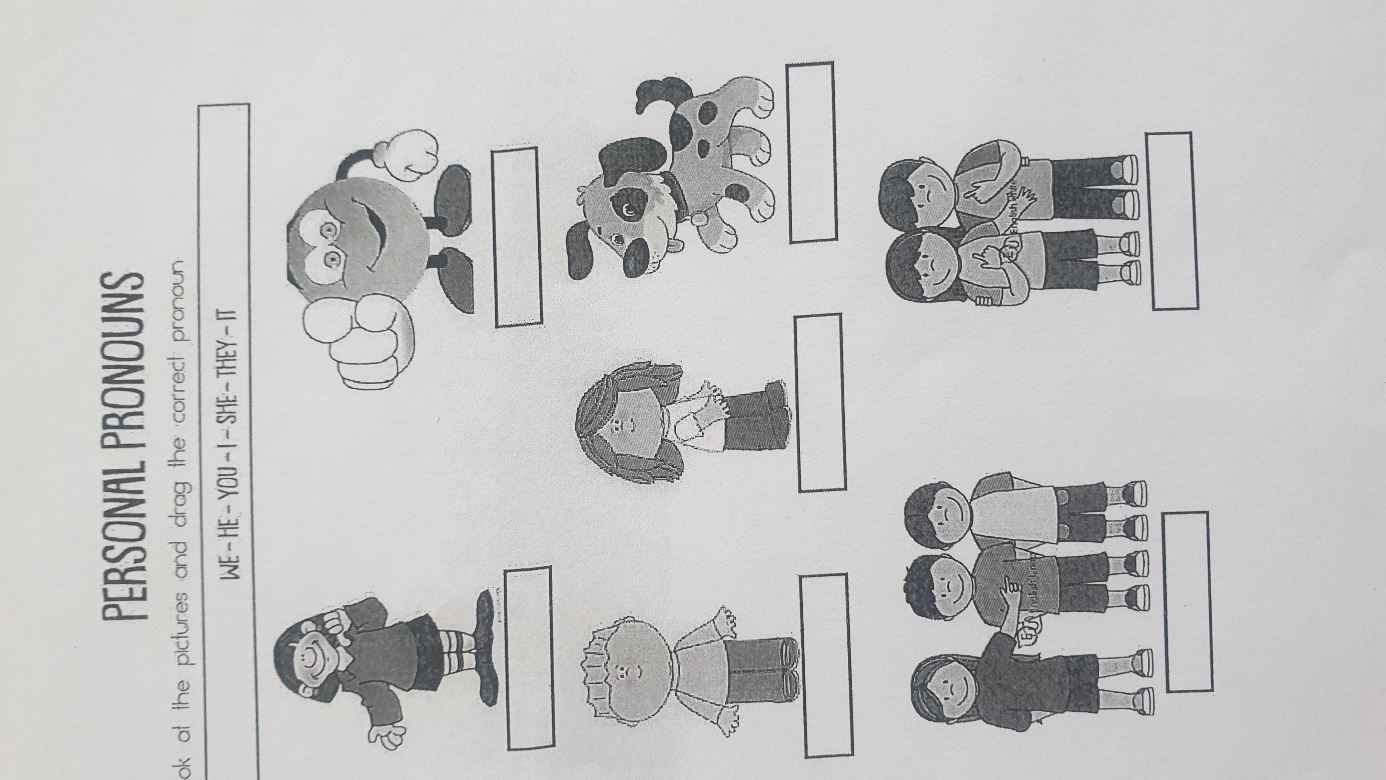 PERSONAL PRONOUNS
ok at the pictures and drag the correct pronoun
WE - HE - YOU - I - SHE - THEY - IT